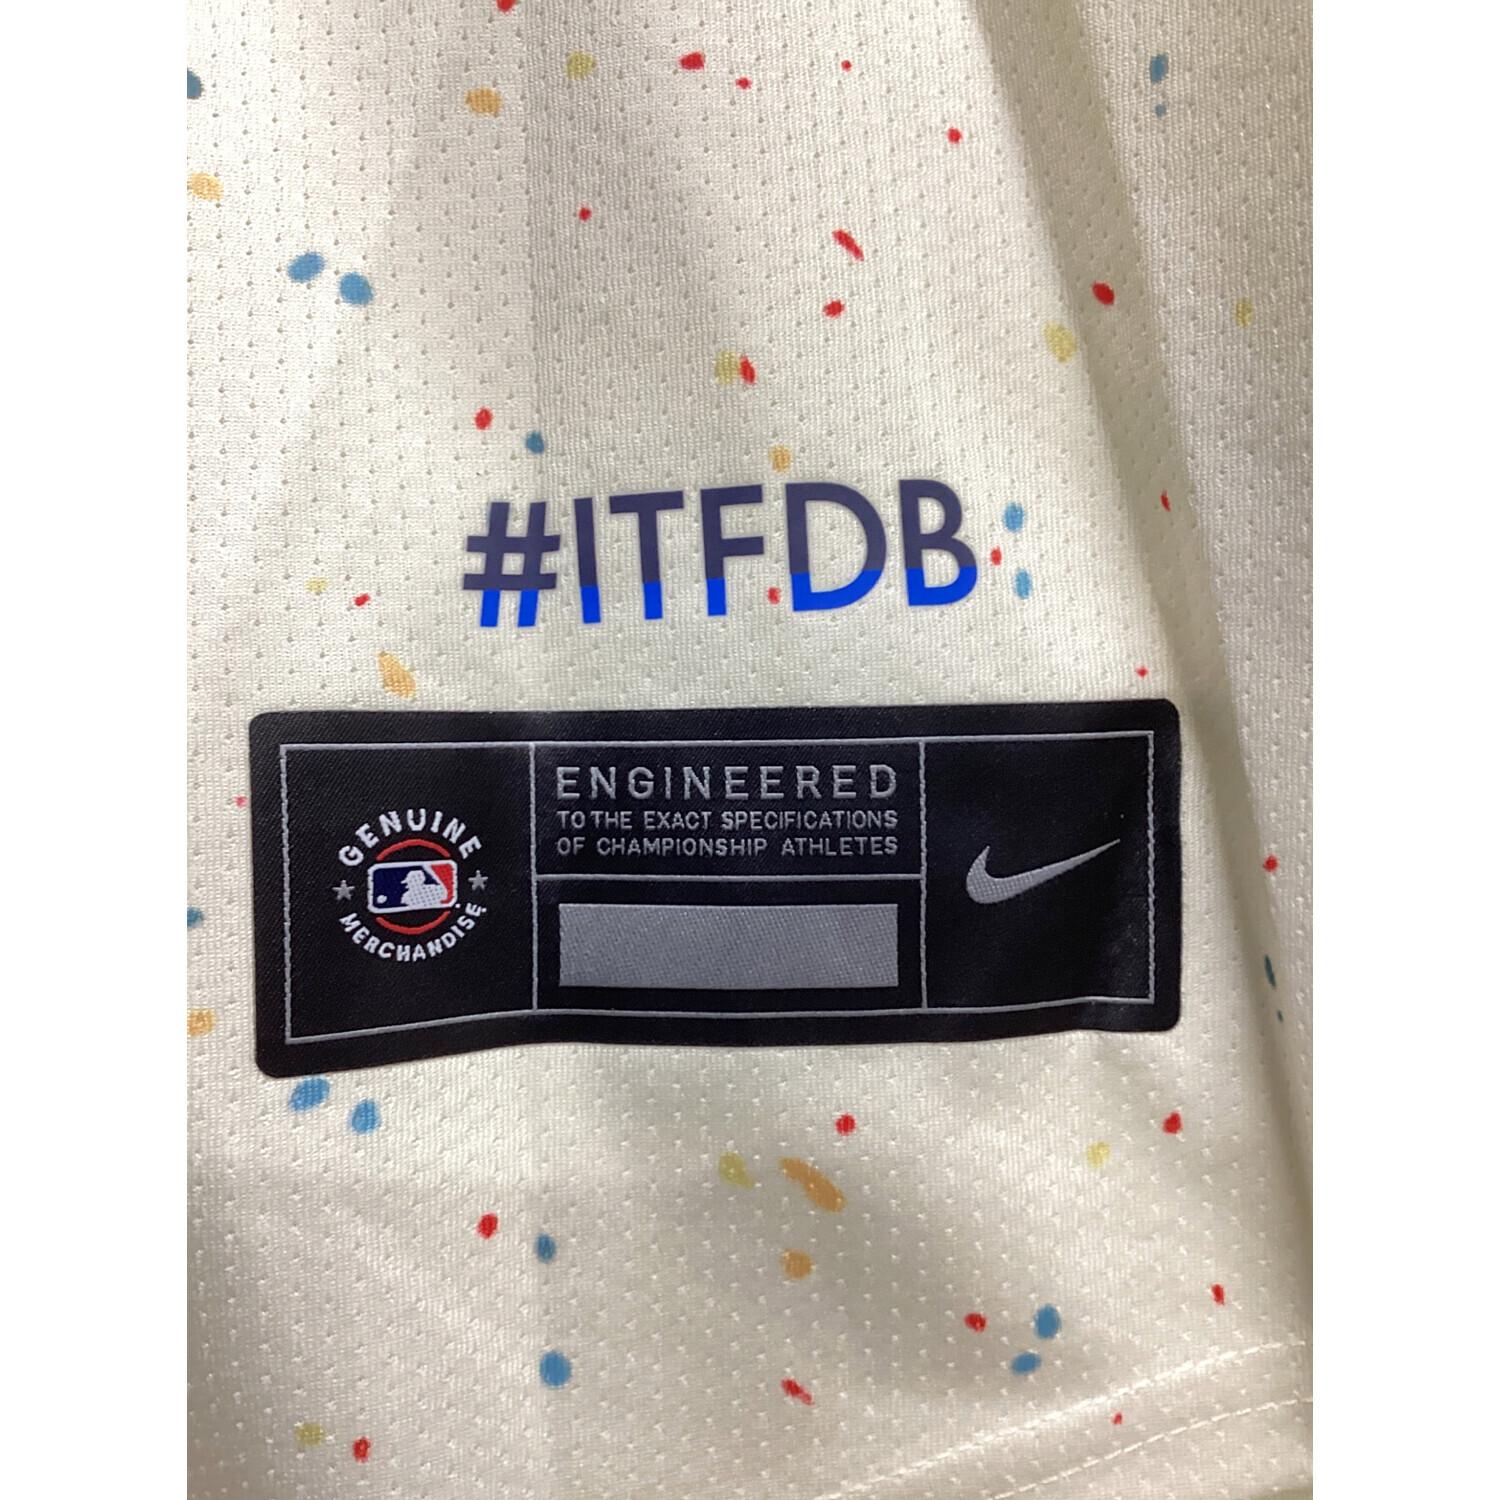 #ITFDB
GENUINE
MERCHANDISE
ENGINEERED
TO THE EXACT SPECIFICATIONS
OF CHAMPIONSHIP ATHLETES